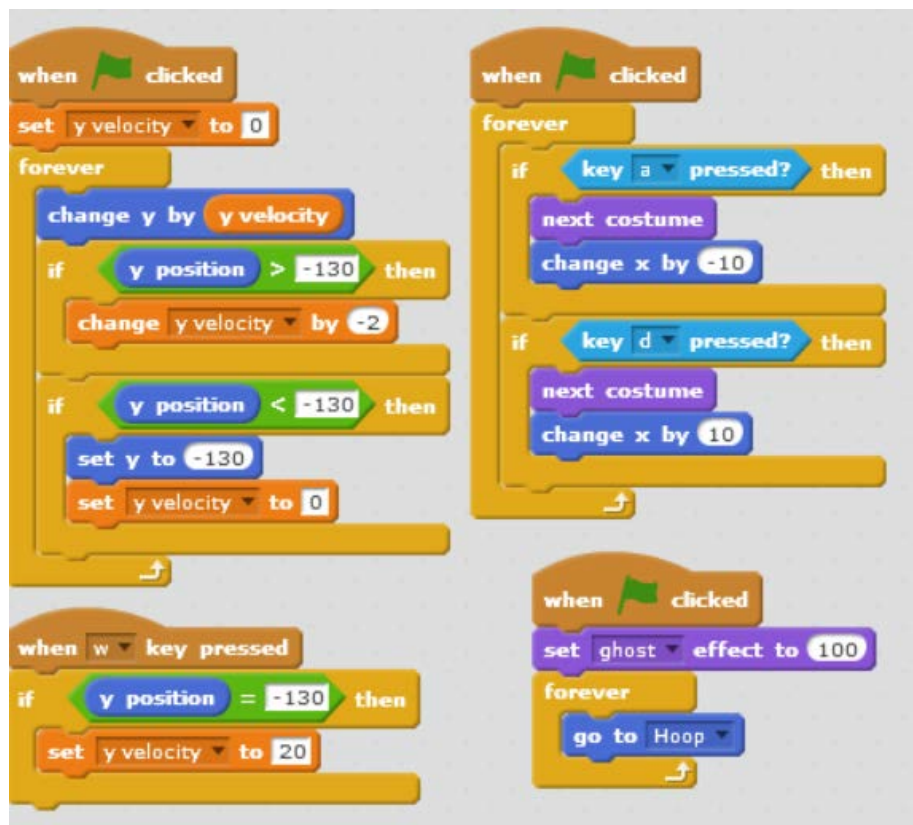 when clicked
set y velocity to 0
forever
change y by y velocity
if y position > -130 then
change y velocity by -2
if y position < -130 then
set y to -130
set y velocity to 0
when w key pressed
if y position = -130 then
set y velocity to 20
when clicked
forever
if key a pressed? then
next costume
change x by -10
if key d pressed? then
next costume
change x by 10
when clicked
set ghost effect to 100
forever
go to Hoop